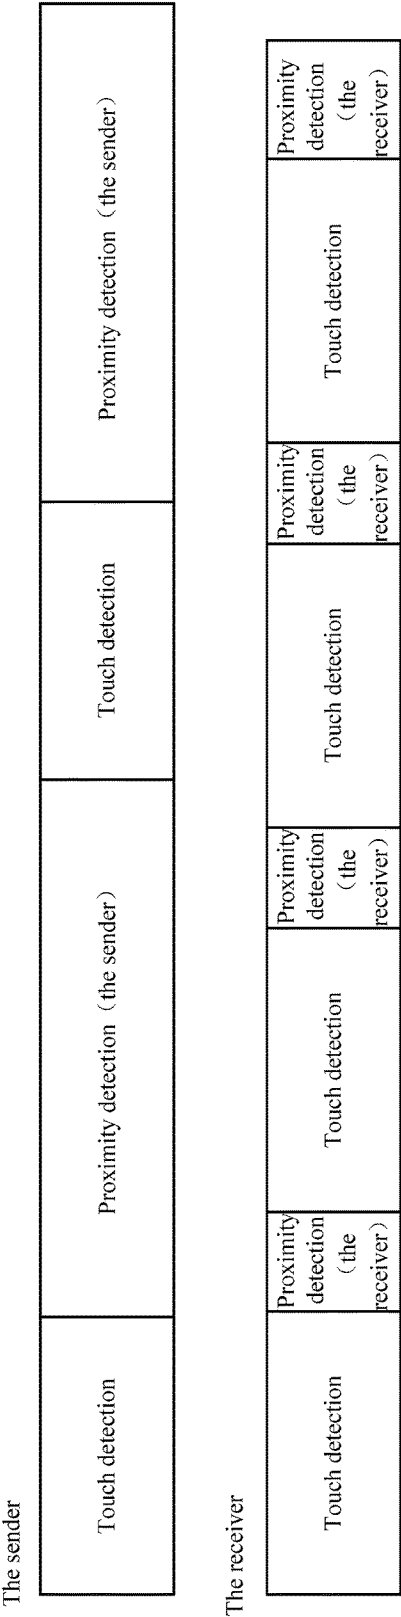 The sender
Touch detection
Proximity detection（the sender）
Touch detection
Proximity detection（the sender）
The receiver
Touch detection
Proximity
detection
（the
receiver）
Touch detection
Proximity
detection
（the
receiver）
Touch detection
Proximity
detection
（the
receiver）
Touch detection
Proximity
detection
（the
receiver）